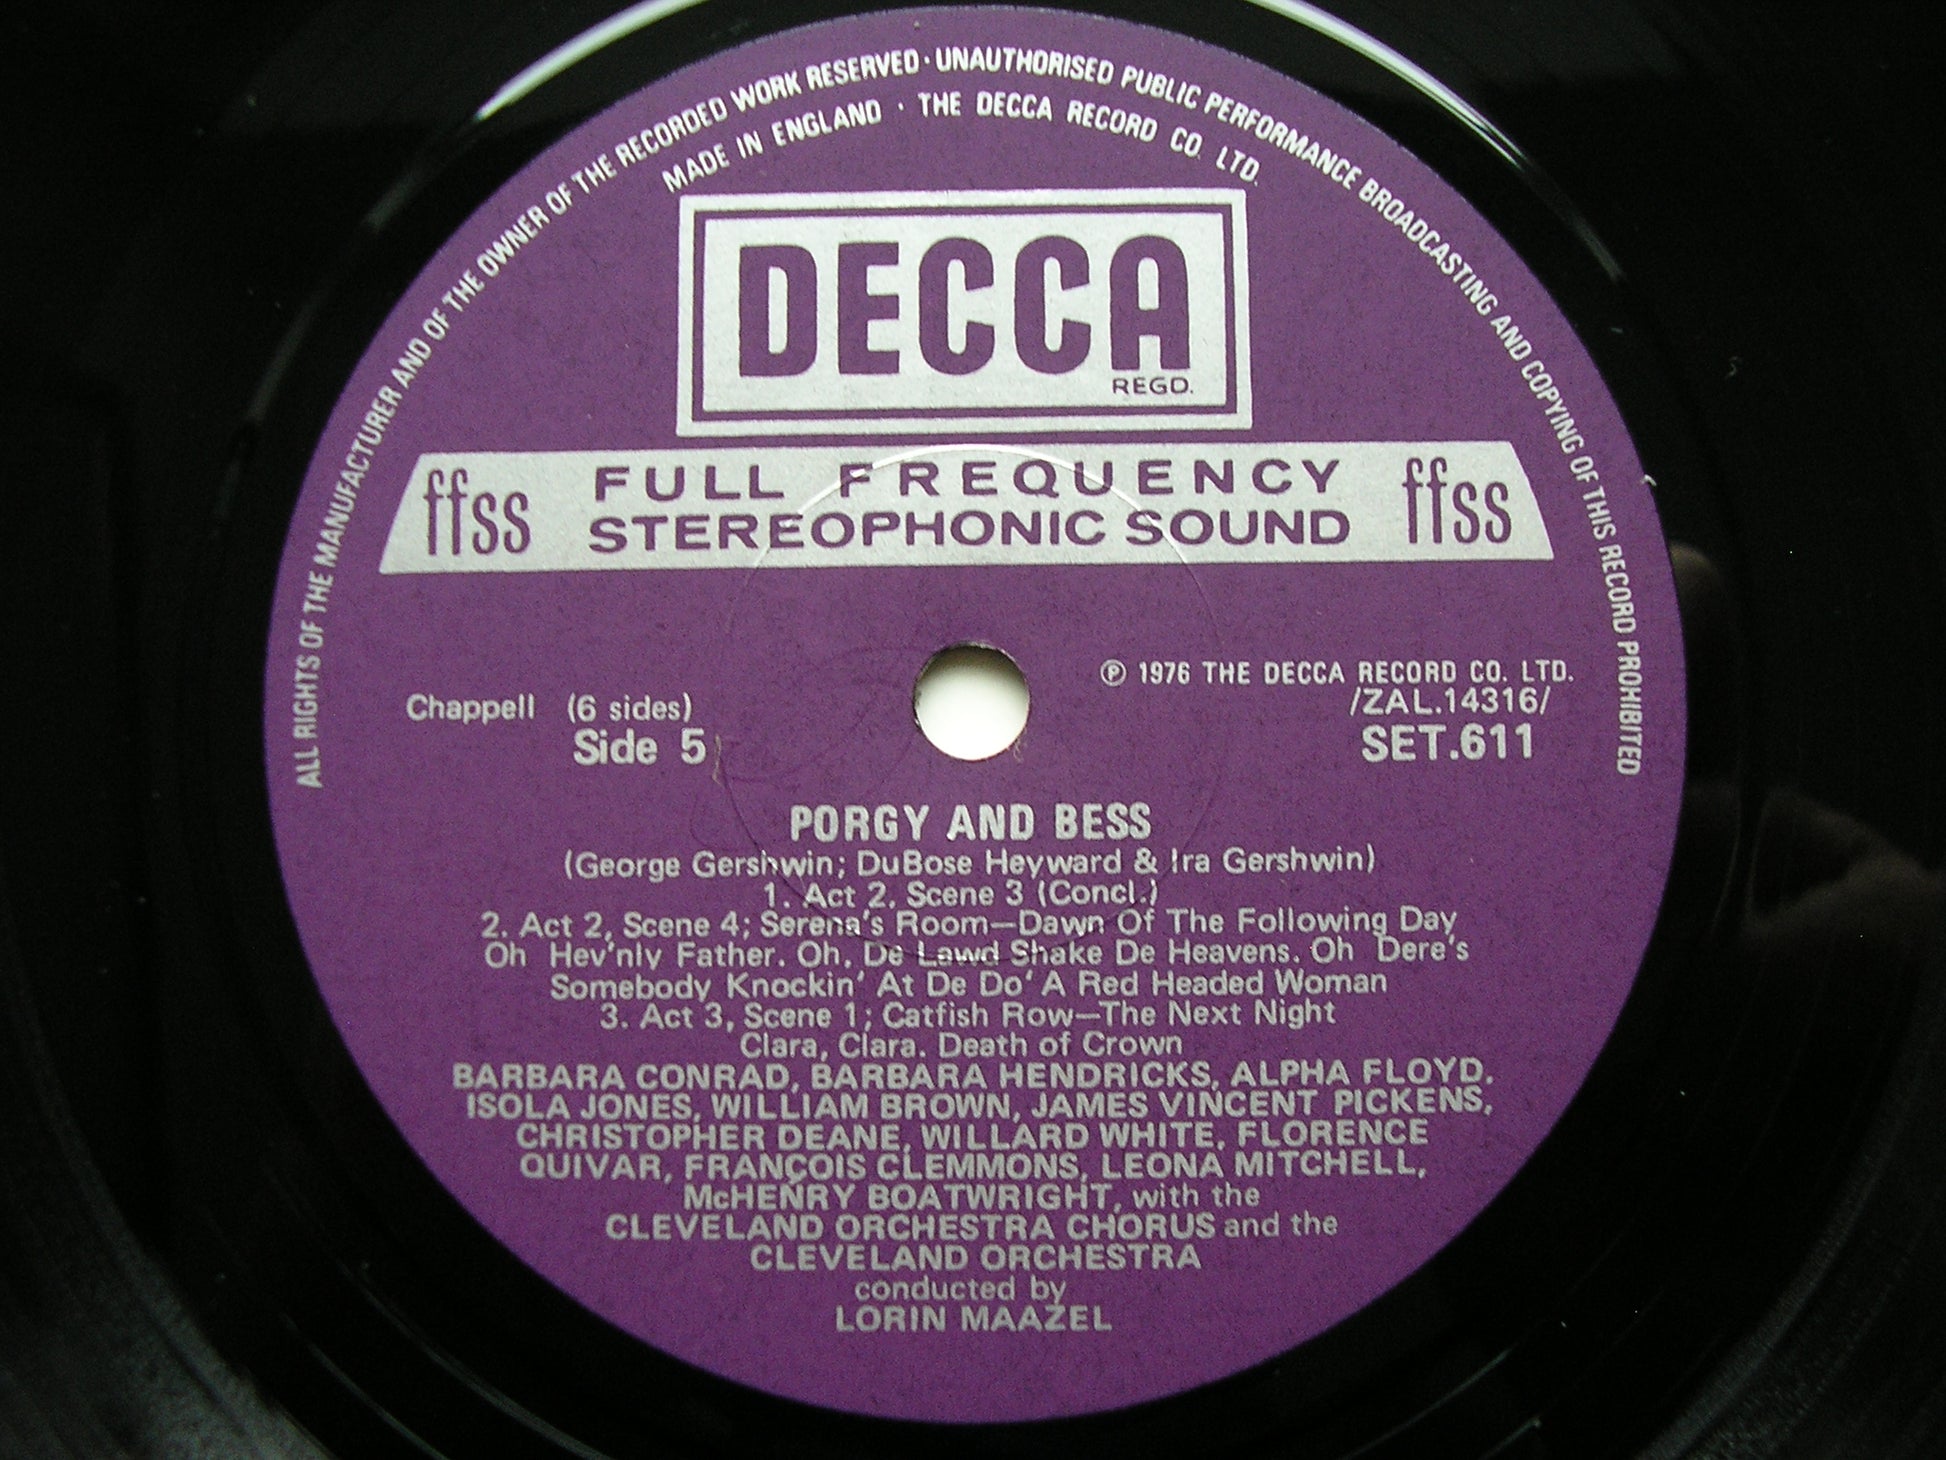 ALL RIGHTS OF THE MANUFACTURER AND OF THE OWNER OF THE RECORDED WORK RESERVED · UNAUTHORISED PUBLIC PERFORMANCE BROADCASTING AND COPYING OF THIS RECORD PROHIBITED
MADE IN ENGLAND · THE DECCA RECORD CO. LTD.
DECCA
REGD.
ffss FULL FREQUENCY ffss
STEREOPHONIC SOUND
℗ 1976 THE DECCA RECORD CO. LTD.
Chappell (6 sides) /ZAL.14316/
Side 5 SET.611
PORGY AND BESS
(George Gershwin; DuBose Heyward & Ira Gershwin)
1. Act 2, Scene 3 (Concl.)
2. Act 2, Scene 4; Serena's Room—Dawn Of The Following Day
Oh Hev'nly Father. Oh, De Lawd Shake De Heavens. Oh Dere's
Somebody Knockin' At De Do' A Red Headed Woman
3. Act 3, Scene 1; Catfish Row—The Next Night
Clara, Clara. Death of Crown
BARBARA CONRAD, BARBARA HENDRICKS, ALPHA FLOYD,
ISOLA JONES, WILLIAM BROWN, JAMES VINCENT PICKENS,
CHRISTOPHER DEANE, WILLARD WHITE, FLORENCE
QUIVAR, FRANÇOIS CLEMMONS, LEONA MITCHELL,
McHENRY BOATWRIGHT, with the
CLEVELAND ORCHESTRA CHORUS and the
CLEVELAND ORCHESTRA
conducted by
LORIN MAAZEL